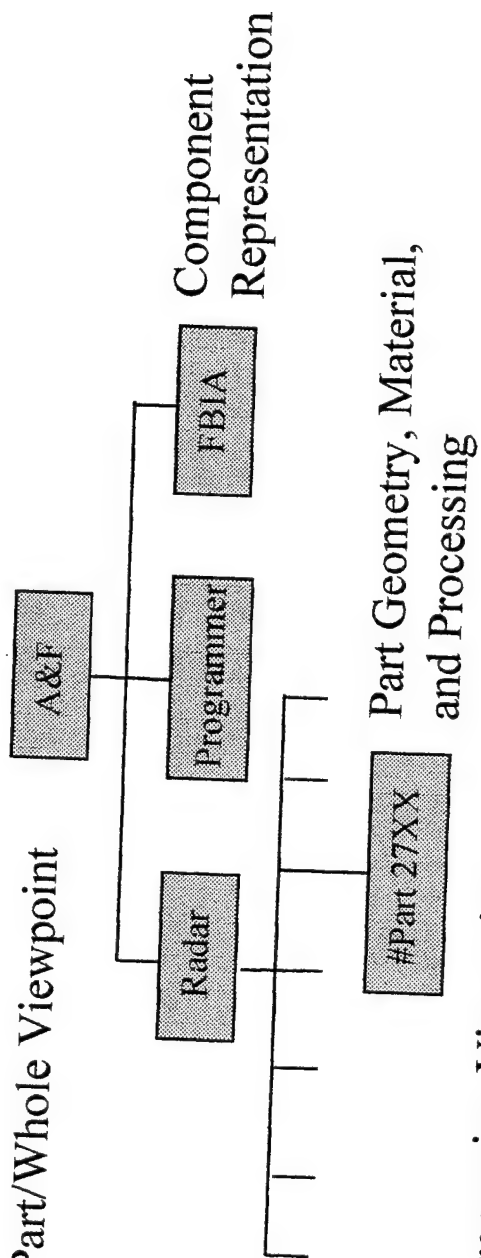 Part/Whole Viewpoint
A&F
Radar
Programmer
FBIA
Component
Representation
#Part 27XX
Part Geometry, Material,
and Processing